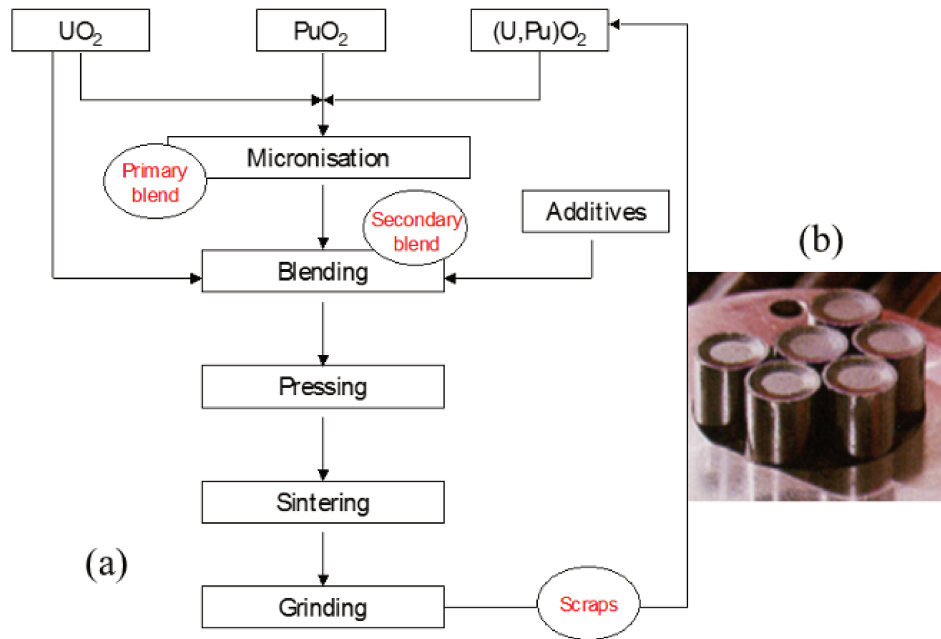 UO₂
PuO₂
(U,Pu)O₂
Micronisation
Primary
blend
Secondary
blend
Additives
(b)
Blending
Pressing
Sintering
(a)
Grinding
Scraps